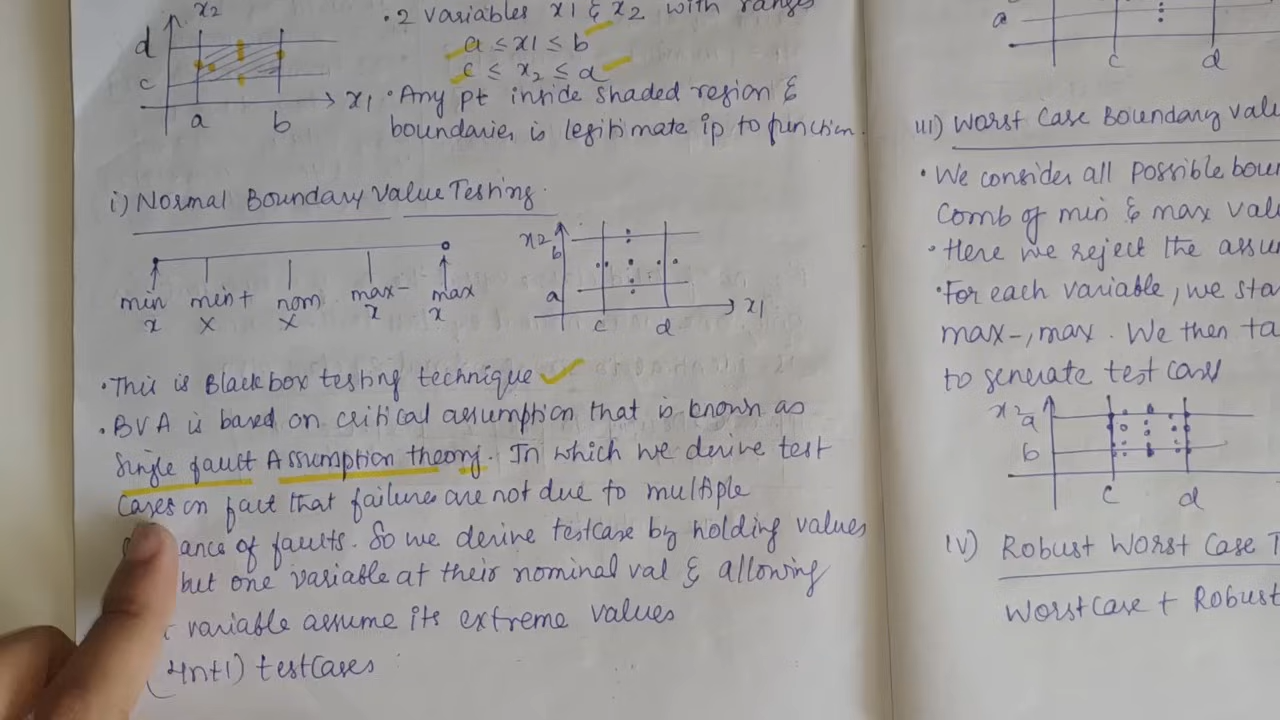 x2
d
c
a b x1
• 2 variables x1 & x2 with ranges
a ≤ x1 ≤ b
c ≤ x2 ≤ d
• Any pt inside shaded region &
boundaries is legitimate ip to function
i) Normal Boundary Value Testing
min min+ nom max- max
x x x x x
x2
b
a
c d x1
• This is Blackbox testing technique
• BVA is based on critical assumption that is known as
Single fault Assumption theory. In which we derive test
cases on fact that failures are not due to multiple
ance of faults. So we derive testcase by holding values
but one variable at their nominal val & allowing
variable assume its extreme values
(4n+1) testcases
a
c d
III) Worst Case Boundary Val
• We consider all possible boun
Comb of min & max val
• Here we reject the assu
• For each variable, we sta
max-, max. We then ta
to generate test cases
x2
a
b
c d
IV) Robust Worst Case T
Worstcase + Robust